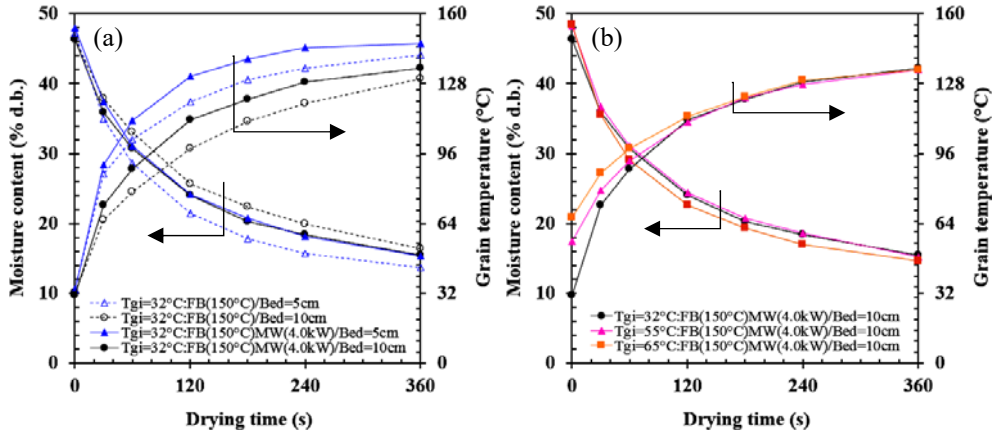 50
40
30
20
10
0
Moisture content (% d.b.)
(a)
160
128
96
64
32
0
Grain temperature (°C)
Tgi=32°C:FB(150°C)/Bed=5cm
Tgi=32°C:FB(150°C)/Bed=10cm
Tgi=32°C:FB(150°C)MW(4.0kW)/Bed=5cm
Tgi=32°C:FB(150°C)MW(4.0kW)/Bed=10cm
0 120 240 360
Drying time (s)
50
40
30
20
10
0
Moisture content (% d.b.)
(b)
160
128
96
64
32
0
Grain temperature (°C)
Tgi=32°C:FB(150°C)MW(4.0kW)/Bed=10cm
Tgi=55°C:FB(150°C)MW(4.0kW)/Bed=10cm
Tgi=65°C:FB(150°C)MW(4.0kW)/Bed=10cm
0 120 240 360
Drying time (s)